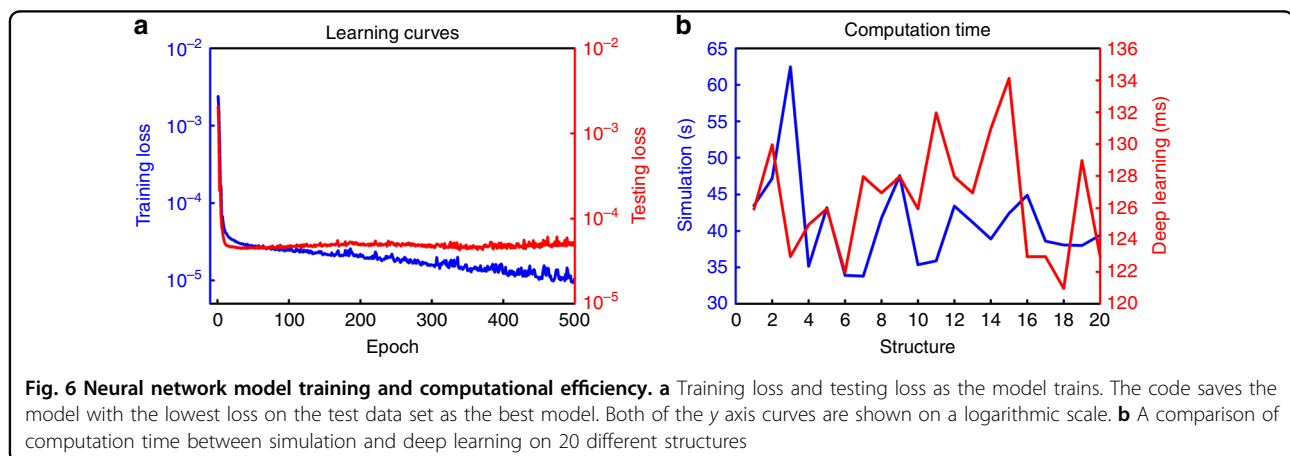 a
Learning curves
10⁻²
10⁻³
10⁻⁴
10⁻⁵
Training loss
10⁻²
10⁻³
10⁻⁴
10⁻⁵
Testing loss
0 100 200 300 400 500
Epoch
b
Computation time
65
60
55
50
45
40
35
30
Simulation (s)
136
134
132
130
128
126
124
122
120
Deep learning (ms)
0 2 4 6 8 10 12 14 16 18 20
Structure
Fig. 6 Neural network model training and computational efficiency. a Training loss and testing loss as the model trains. The code saves the
model with the lowest loss on the test data set as the best model. Both of the y axis curves are shown on a logarithmic scale. b A comparison of
computation time between simulation and deep learning on 20 different structures